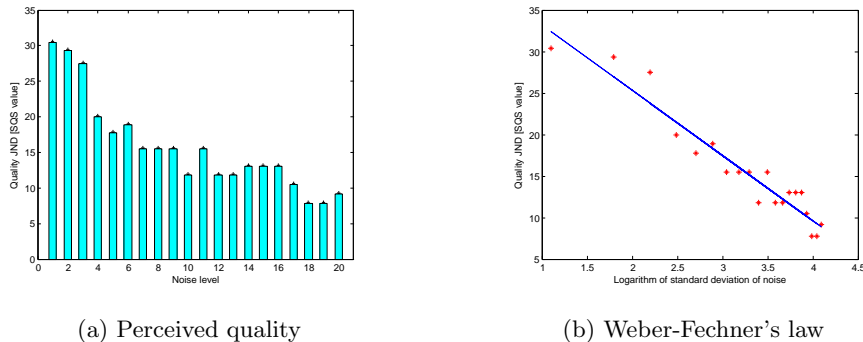 35
30
25
20
15
10
5
0
Quality JND [SQS value]
0 2 4 6 8 10 12 14 16 18 20
Noise level
(a) Perceived quality
35
30
25
20
15
10
5
Quality JND [SQS value]
1 1.5 2 2.5 3 3.5 4 4.5
Logarithm of standard deviation of noise
(b) Weber-Fechner's law